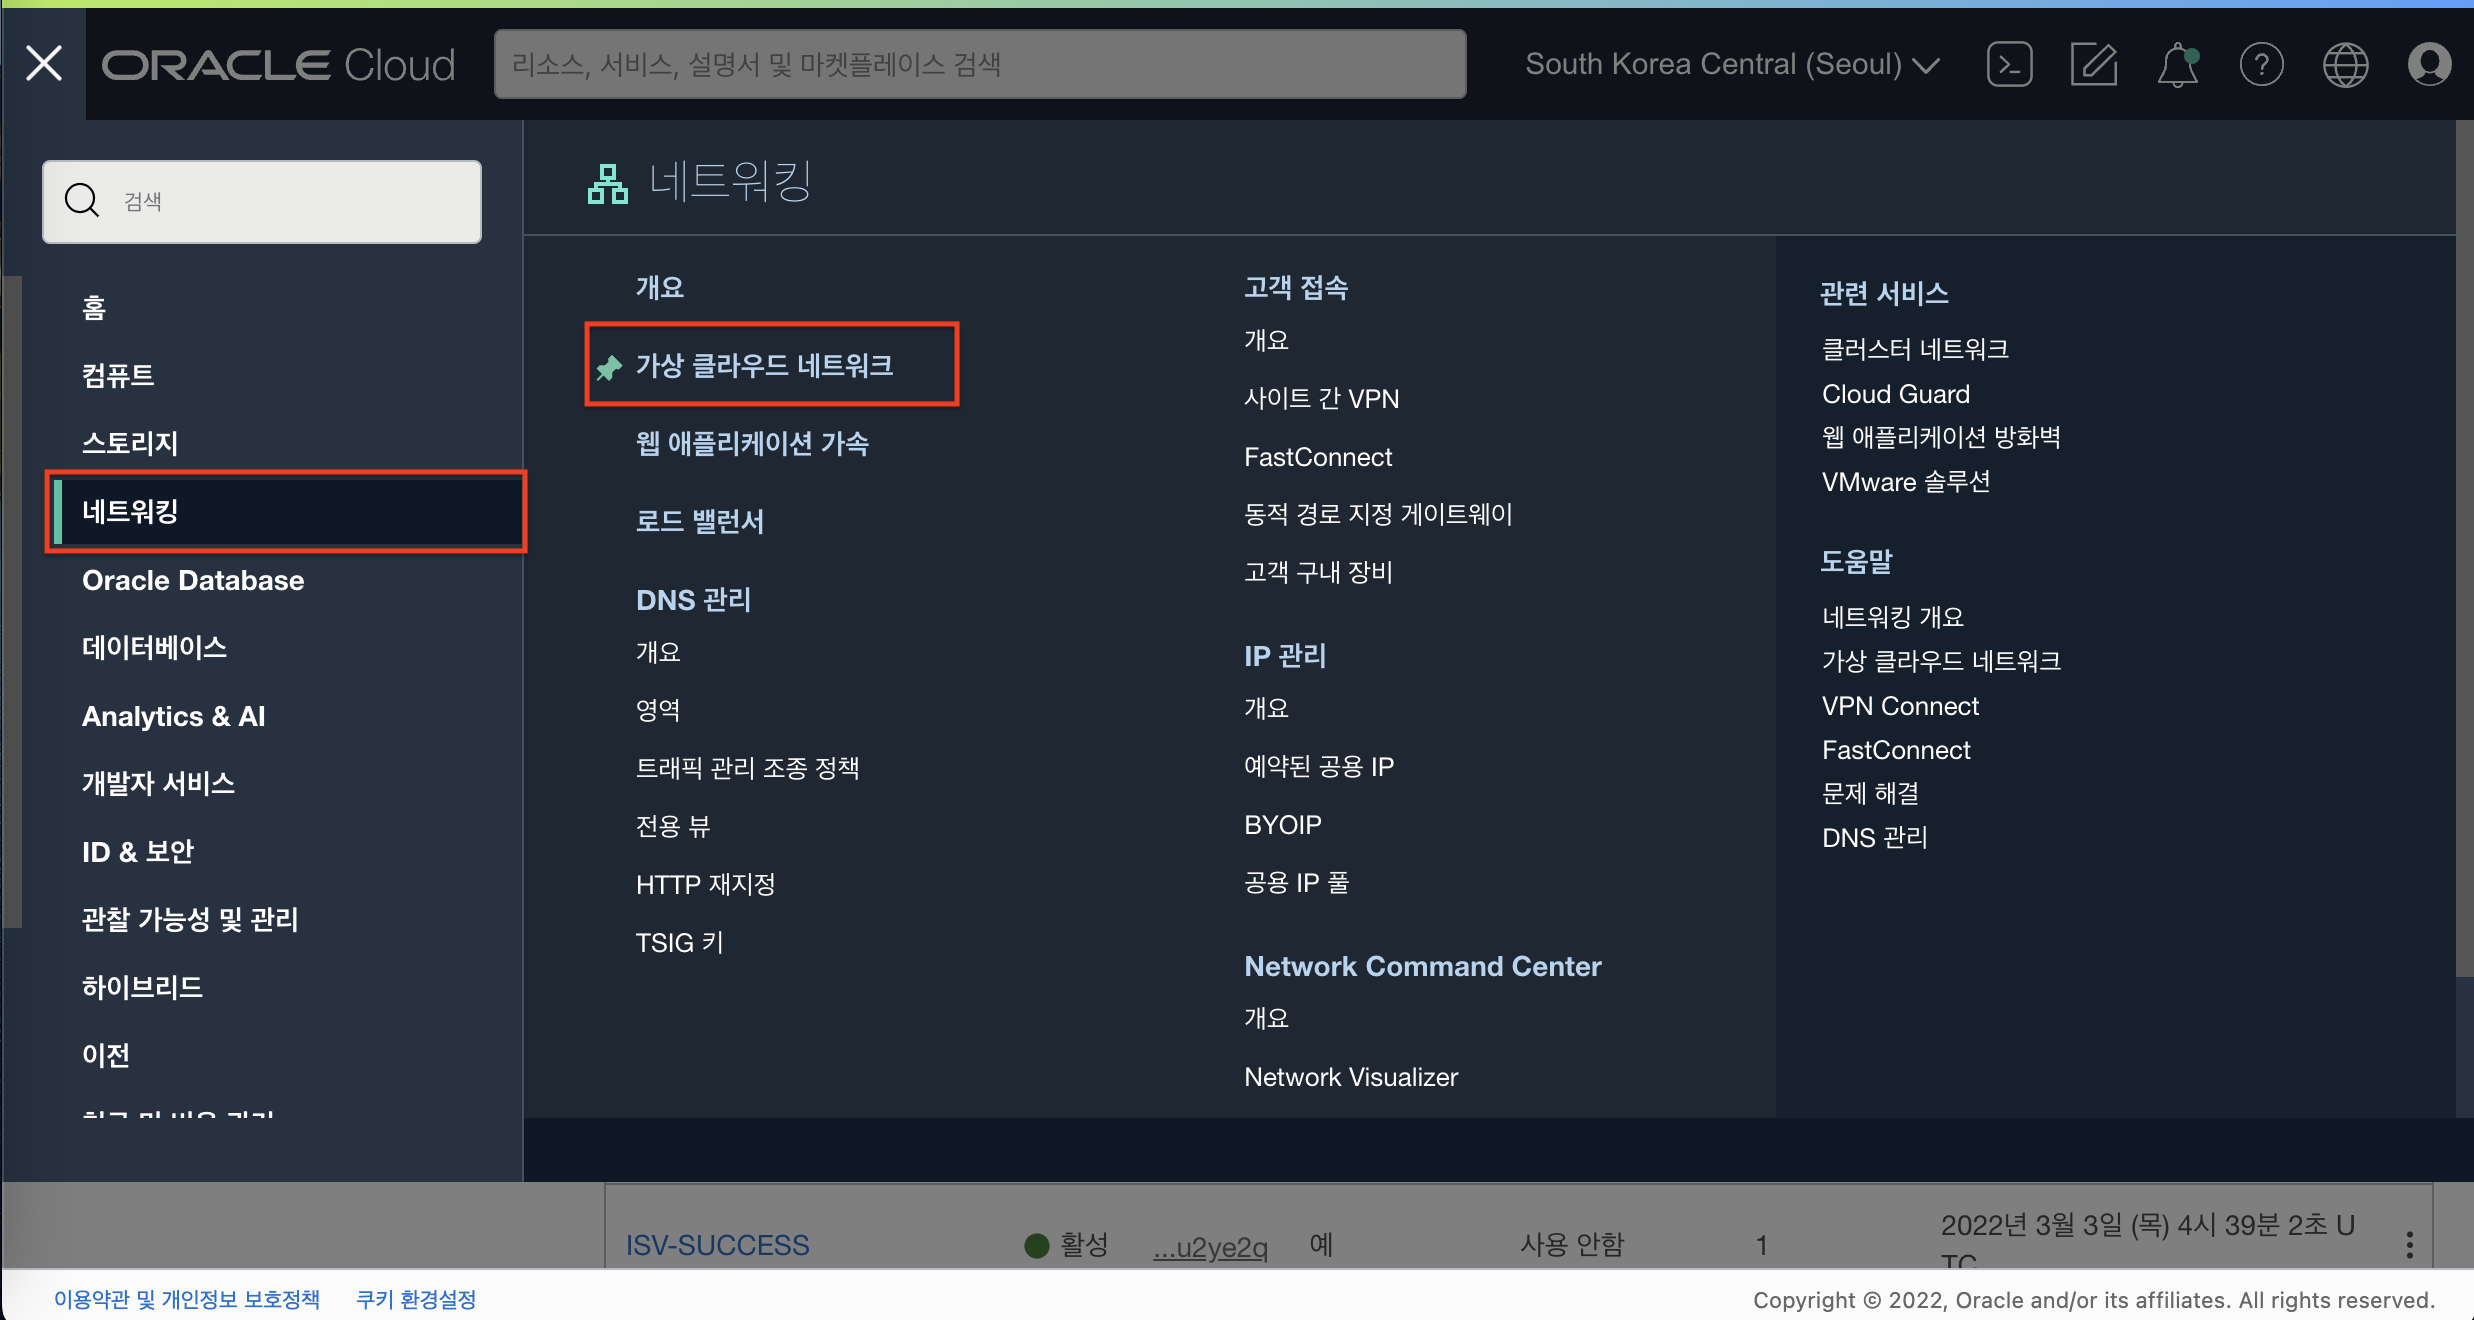 ORACLE Cloud
리소스, 서비스, 설명서 및 마켓플레이스 검색
South Korea Central (Seoul)
검색
홈
컴퓨트
스토리지
네트워킹
Oracle Database
데이터베이스
Analytics & AI
개발자 서비스
ID & 보안
관찰 가능성 및 관리
하이브리드
이전
네트워킹
개요
가상 클라우드 네트워크
웹 애플리케이션 가속
로드 밸런서
DNS 관리
개요
영역
트래픽 관리 조종 정책
전용 뷰
HTTP 재지정
TSIG 키
고객 접속
개요
사이트 간 VPN
FastConnect
동적 경로 지정 게이트웨이
고객 구내 장비
IP 관리
개요
예약된 공용 IP
BYOIP
공용 IP 풀
Network Command Center
개요
Network Visualizer
관련 서비스
클러스터 네트워크
Cloud Guard
웹 애플리케이션 방화벽
VMware 솔루션
도움말
네트워킹 개요
가상 클라우드 네트워크
VPN Connect
FastConnect
문제 해결
DNS 관리
ISV-SUCCESS 활성 ...u2ye2q 예 사용 안함 1 2022년 3월 3일 (목) 4시 39분 2초 U
TC
이용약관 및 개인정보 보호정책 쿠키 환경설정 Copyright © 2022, Oracle and/or its affiliates. All rights reserved.